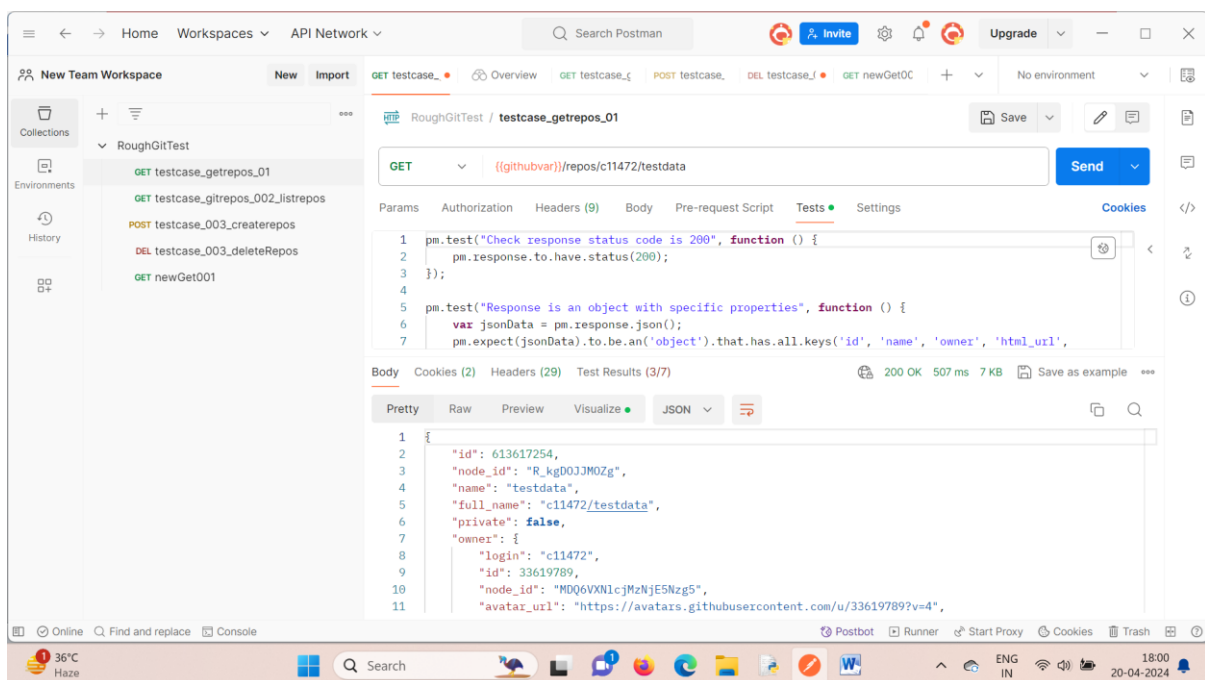 Home Workspaces API Network Search Postman Invite Upgrade
New Team Workspace New Import GET testcase_ Overview GET testcase_g POST testcase_ DEL testcase_( GET newGet0C No environment
Collections
Environments
History
RoughGitTest
GET testcase_getrepos_01
GET testcase_gitrepos_002_listrepos
POST testcase_003_createrepos
DEL testcase_003_deleteRepos
GET newGet001
HTTP RoughGitTest / testcase_getrepos_01 Save
GET {{githubvar}}/repos/c11472/testdata Send
Params Authorization Headers (9) Body Pre-request Script Tests Settings Cookies
1 pm.test("Check response status code is 200", function () {
2 pm.response.to.have.status(200);
3 });
4
5 pm.test("Response is an object with specific properties", function () {
6 var jsonData = pm.response.json();
7 pm.expect(jsonData).to.be.an('object').that.has.all.keys('id', 'name', 'owner', 'html_url',
Body Cookies (2) Headers (29) Test Results (3/7) 200 OK 507 ms 7 KB Save as example
Pretty Raw Preview Visualize JSON
1 {
2 "id": 613617254,
3 "node_id": "R_kgDOJJMOZg",
4 "name": "testdata",
5 "full_name": "c11472/testdata",
6 "private": false,
7 "owner": {
8 "login": "c11472",
9 "id": 33619789,
10 "node_id": "MDQ6VXNlcjMzNjE5Nzg5",
11 "avatar_url": "https://avatars.githubusercontent.com/u/33619789?v=4",
Online Find and replace Console Postbot Runner Start Proxy Cookies Trash
1 36°C
Haze
Search
W
ENG
IN
18:00
20-04-2024